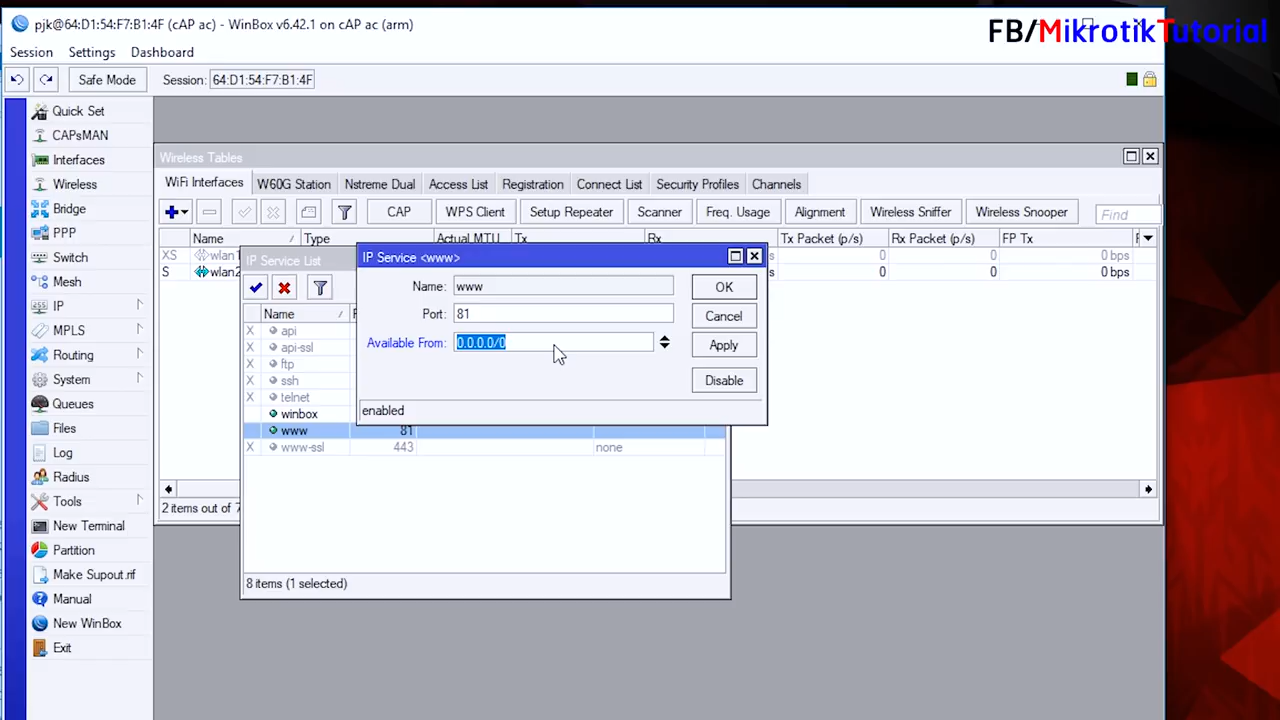 pjk@64:D1:54:F7:B1:4F (cAP ac) - WinBox v6.42.1 on cAP ac (arm)
FB/MikrotikTutorial
Session Settings Dashboard
Safe Mode Session: 64:D1:54:F7:B1:4F
Quick Set
CAPsMAN
Interfaces
Wireless
Bridge
PPP
Switch
Mesh
IP
MPLS
Routing
System
Queues
Files
Log
Radius
Tools
New Terminal
Partition
Make Supout.rif
Manual
New WinBox
Exit
Wireless Tables
WiFi Interfaces W60G Station Nstreme Dual Access List Registration Connect List Security Profiles Channels
CAP WPS Client Setup Repeater Scanner Freq. Usage Alignment Wireless Sniffer Wireless Snooper Find
Name Type Actual MTU Tx Rx Tx Packet (p/s) Rx Packet (p/s) FP Tx
XS wlan1 0 0 0 bps
S wlan2 0 0 0 bps
2 items out of 7
IP Service List
Name
X api
X api-ssl
X ftp
X ssh
X telnet
winbox
www 81
X www-ssl 443 none
8 items (1 selected)
IP Service <www>
Name: www
Port: 81
Available From: 0.0.0.0/0
OK
Cancel
Apply
Disable
enabled